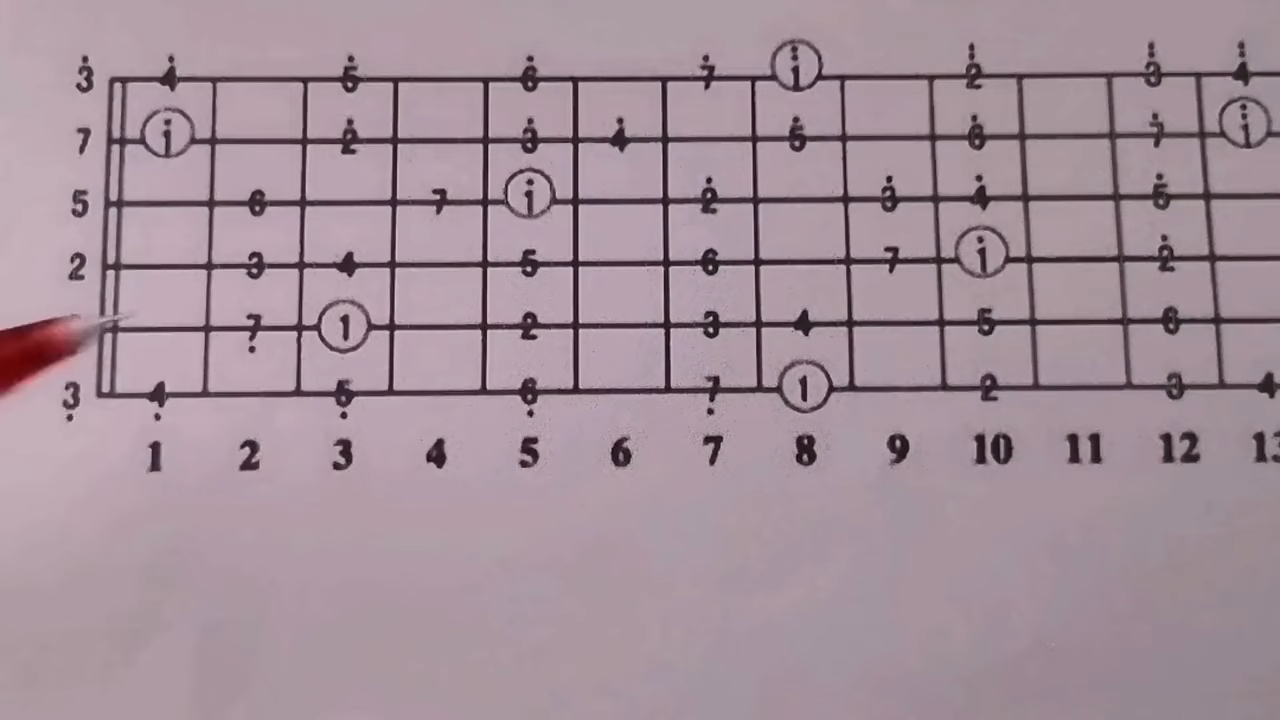 3̇ 4̇ 5̇ 6̇ 7̇ 1̇̇ 2̇̇ 3̇̇ 4̇̇
7 1̇ 2̇ 3̇ 4̇ 5̇ 6̇ 7̇ 1̇̇
5 6 7 1̇ 2̇ 3̇ 4̇ 5̇
2 3 4 5 6 7 1̇ 2̇
7̣ 1 2 3 4 5 6
3̣ 4̣ 5̣ 6̣ 7̣ 1 2 3 4
1 2 3 4 5 6 7 8 9 10 11 12 13